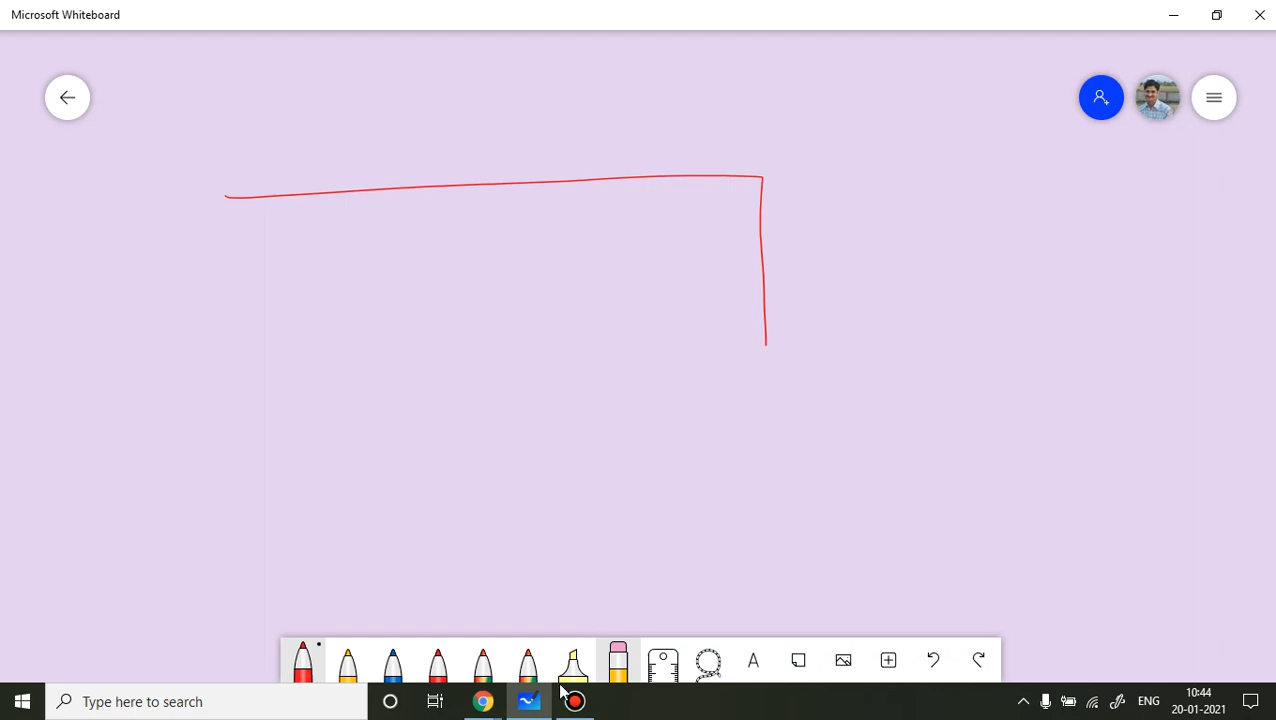 Microsoft Whiteboard
A
Type here to search
ENG
10:44
20-01-2021